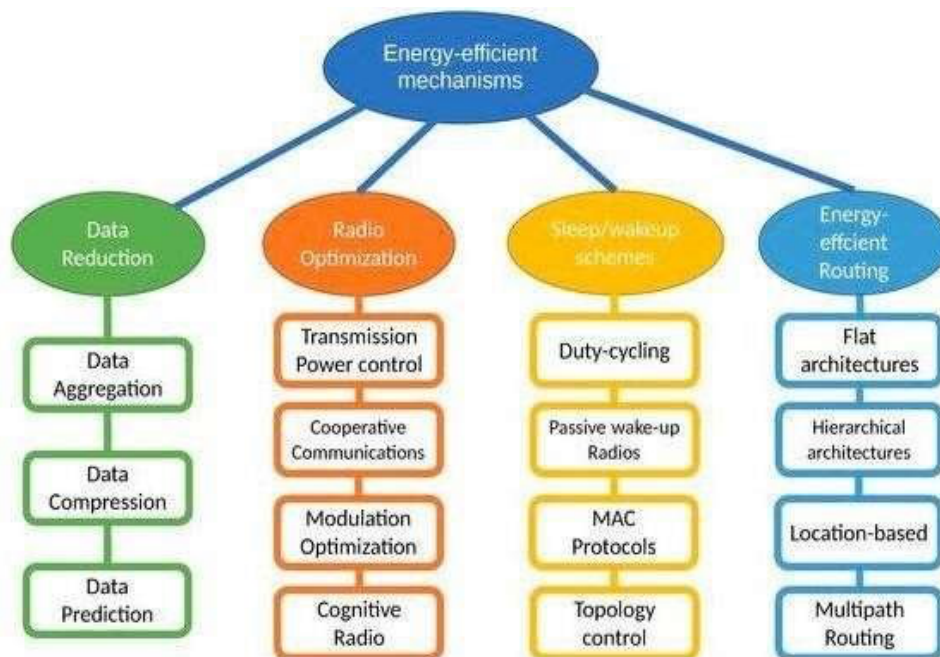 Energy-efficient
mechanisms
Data
Reduction
Radio
Optimization
Sleep/wakeup
schemes
Energy-
effcient
Routing
Data
Aggregation
Data
Compression
Data
Prediction
Transmission
Power control
Cooperative
Communications
Modulation
Optimization
Cognitive
Radio
Duty-cycling
Passive wake-up
Radios
MAC
Protocols
Topology
control
Flat
architectures
Hierarchical
architectures
Location-based
Multipath
Routing